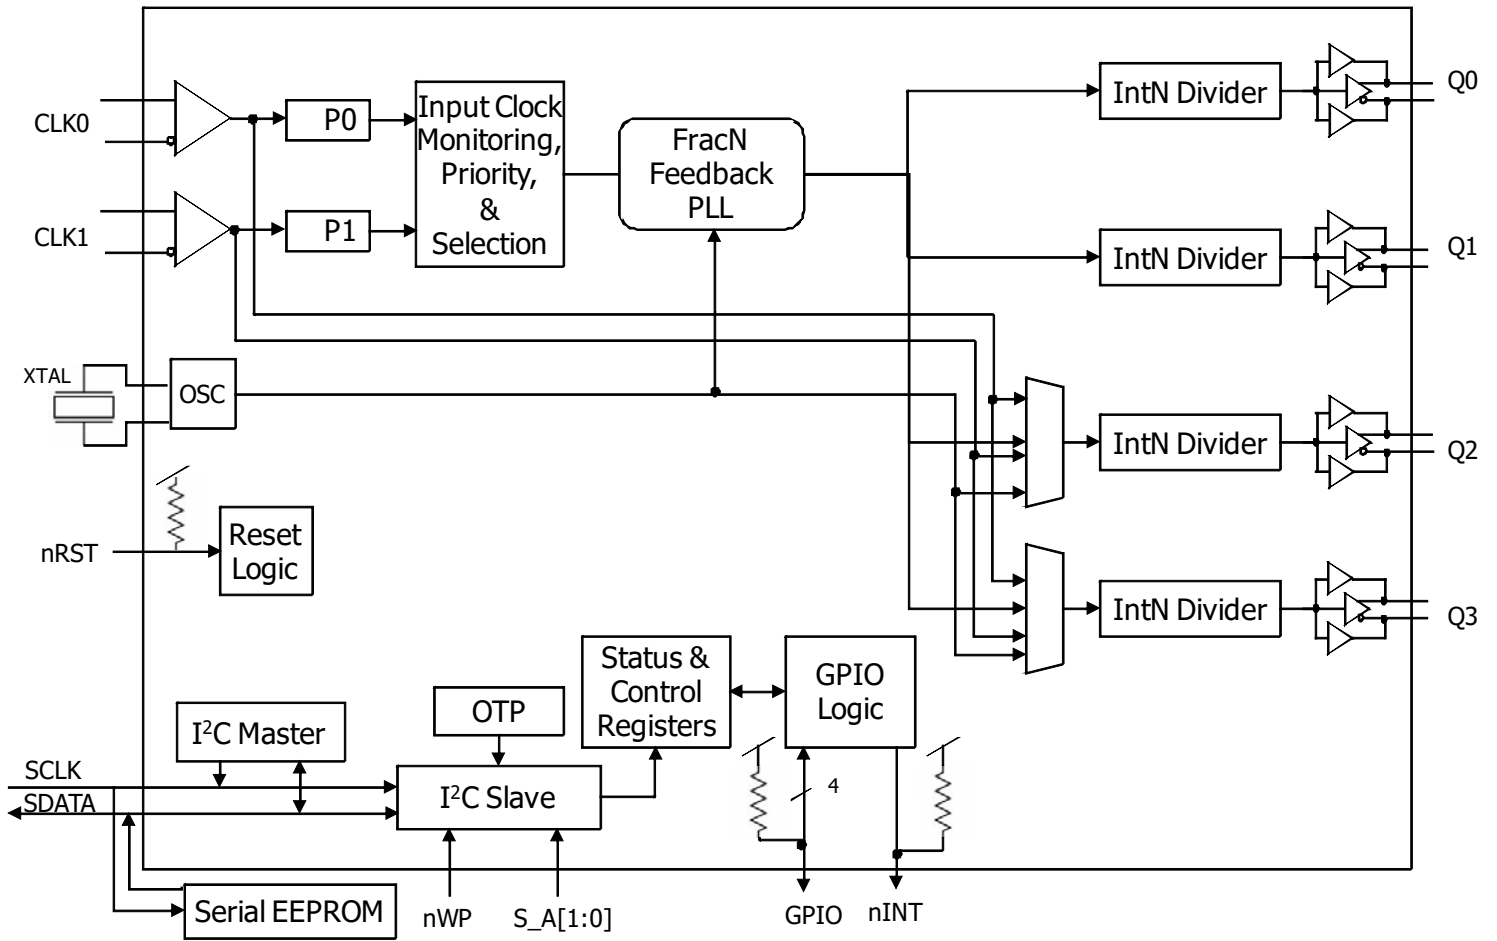 CLK0
P0
Input Clock
Monitoring,
Priority,
&
Selection
FracN
Feedback
PLL
IntN Divider
Q0
CLK1
P1
IntN Divider
Q1
XTAL
OSC
IntN Divider
Q2
nRST
Reset
Logic
IntN Divider
Q3
Status &
Control
Registers
GPIO
Logic
OTP
I²C Master
SCLK
SDATA
I²C Slave
4
Serial EEPROM
nWP
S_A[1:0]
GPIO
nINT